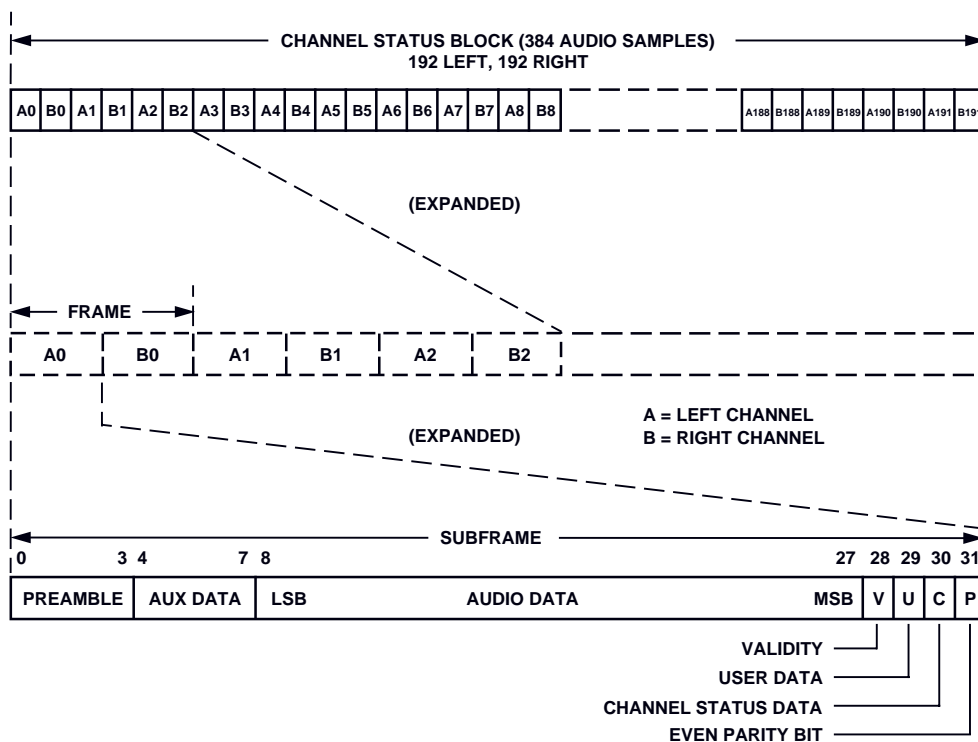 CHANNEL STATUS BLOCK (384 AUDIO SAMPLES)
192 LEFT, 192 RIGHT
A0 B0 A1 B1 A2 B2 A3 B3 A4 B4 A5 B5 A6 B6 A7 B7 A8 B8 A188 B188 A189 B189 A190 B190 A191 B191
(EXPANDED)
FRAME
A0 B0 A1 B1 A2 B2
A = LEFT CHANNEL
B = RIGHT CHANNEL
(EXPANDED)
SUBFRAME
0 3 4 7 8 27 28 29 30 31
PREAMBLE AUX DATA LSB AUDIO DATA MSB V U C P
VALIDITY
USER DATA
CHANNEL STATUS DATA
EVEN PARITY BIT